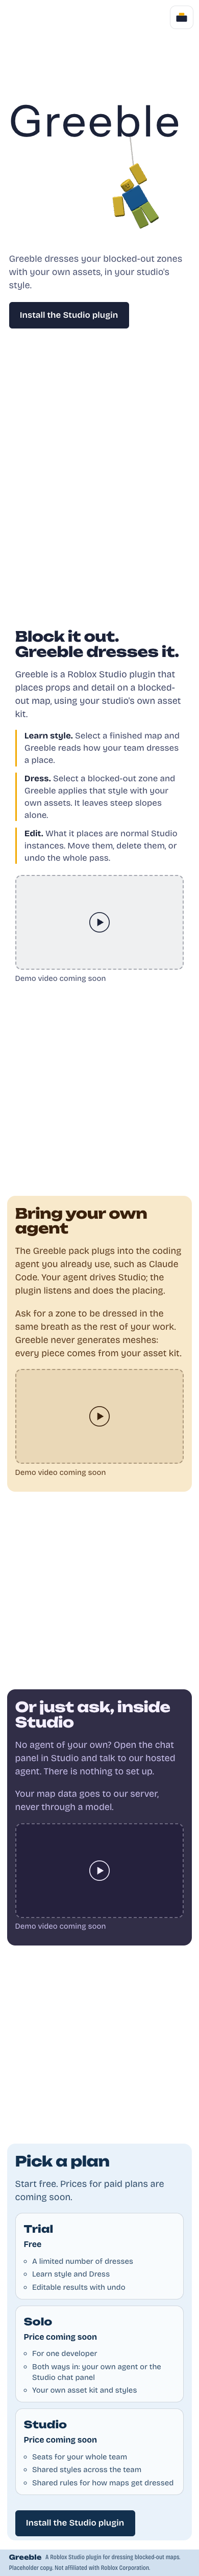 Greeble
Greeble dresses your blocked-out zones
with your own assets, in your studio's
style.
Install the Studio plugin
Block it out.
Greeble dresses it.
Greeble is a Roblox Studio plugin that
places props and detail on a blocked-
out map, using your studio's own asset
kit.
Learn style. Select a finished map and
Greeble reads how your team dresses
a place.
Dress. Select a blocked-out zone and
Greeble applies that style with your
own assets. It leaves steep slopes
alone.
Edit. What it places are normal Studio
instances. Move them, delete them, or
undo the whole pass.
Demo video coming soon
Bring your own
agent
The Greeble pack plugs into the coding
agent you already use, such as Claude
Code. Your agent drives Studio; the
plugin listens and does the placing.
Ask for a zone to be dressed in the
same breath as the rest of your work.
Greeble never generates meshes:
every piece comes from your asset kit.
Demo video coming soon
Or just ask, inside
Studio
No agent of your own? Open the chat
panel in Studio and talk to our hosted
agent. There is nothing to set up.
Your map data goes to our server,
never through a model.
Demo video coming soon
Pick a plan
Start free. Prices for paid plans are
coming soon.
Trial
Free
A limited number of dresses
Learn style and Dress
Editable results with undo
Solo
Price coming soon
For one developer
Both ways in: your own agent or the
Studio chat panel
Your own asset kit and styles
Studio
Price coming soon
Seats for your whole team
Shared styles across the team
Shared rules for how maps get dressed
Install the Studio plugin
Greeble A Roblox Studio plugin for dressing blocked-out maps.
Placeholder copy. Not affiliated with Roblox Corporation.